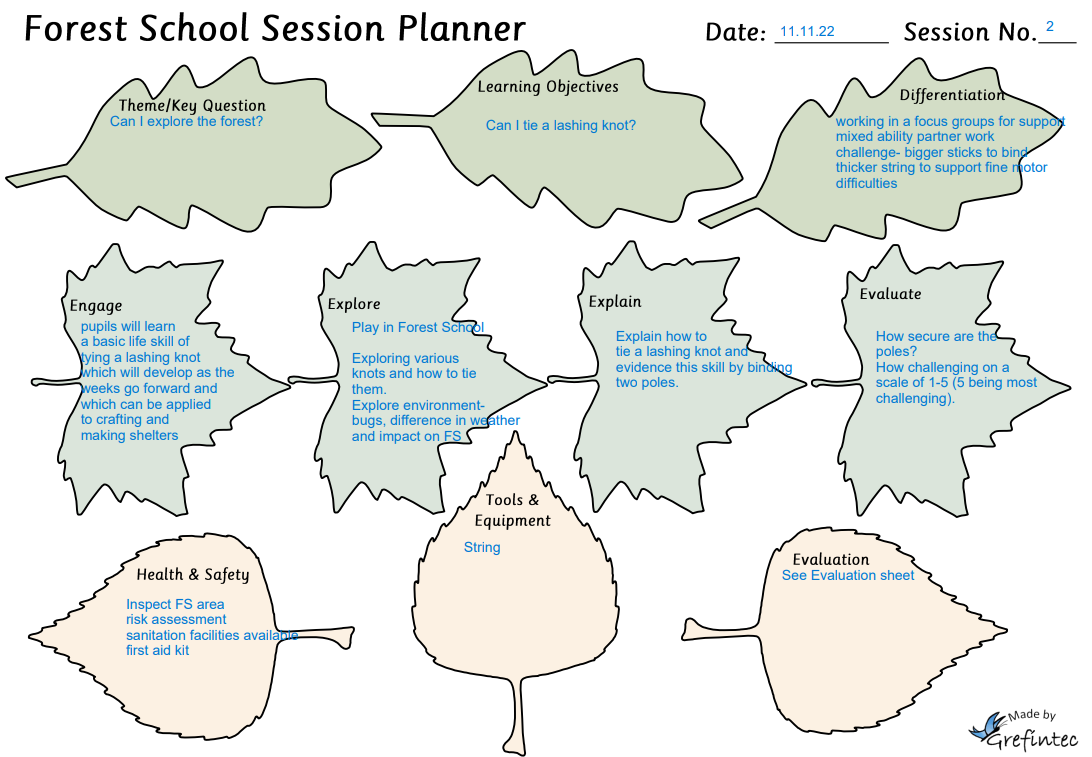 Forest School Session Planner
Date: 11.11.22
Session No. 2
Theme/Key Question
Can I explore the forest?
Learning Objectives
Can I tie a lashing knot?
Differentiation
working in a focus groups for support
mixed ability partner work
challenge- bigger sticks to bind
thicker string to support fine motor
difficulties
Engage
pupils will learn
a basic life skill of
tying a lashing knot
which will develop as the
weeks go forward and
which can be applied
to crafting and
making shelters
Explore
Play in Forest School
Exploring various
knots and how to tie
them.
Explore environment-
bugs, difference in weather
and impact on FS
Explain
Explain how to
tie a lashing knot and
evidence this skill by binding
two poles.
Evaluate
How secure are the
poles?
How challenging on a
scale of 1-5 (5 being most
challenging).
Health & Safety
Inspect FS area
risk assessment
sanitation facilities available
first aid kit
Tools &
Equipment
String
Evaluation
See Evaluation sheet
Made by
Grefintec